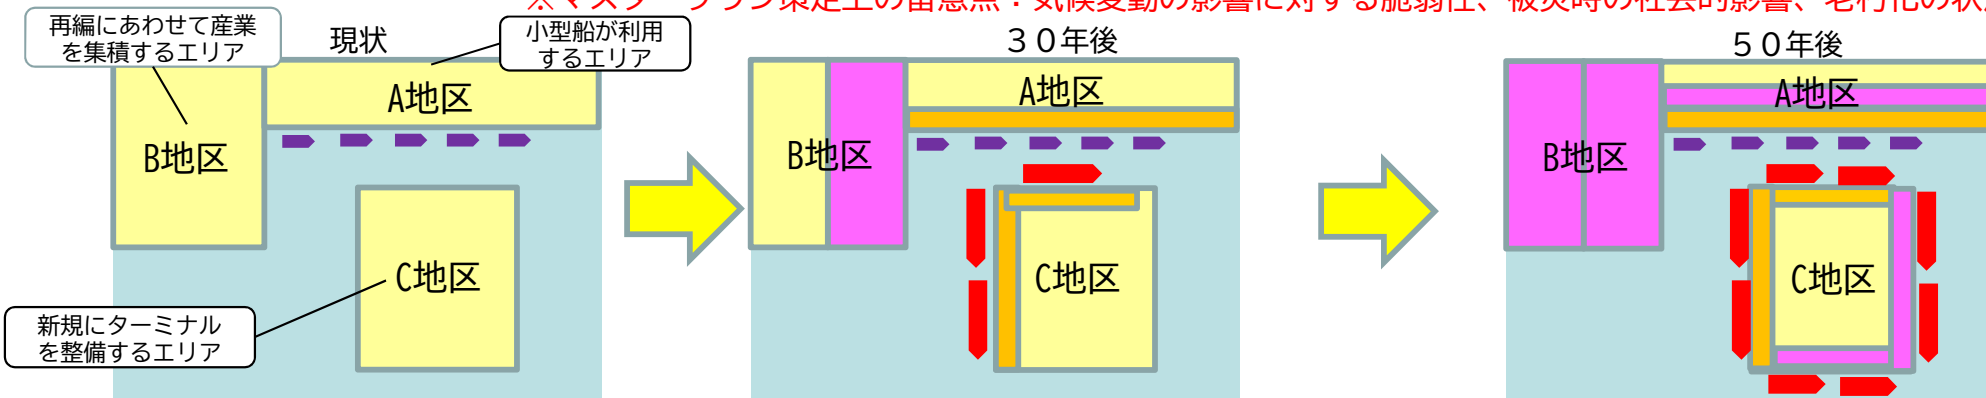 ※マスタープラン策定上の留意点：気候変動の影響に対する脆弱性、被災時の社会的影響、老朽化の状
再編にあわせて産業
を集積するエリア
現状
小型船が利用
するエリア
A地区
B地区
C地区
新規にターミナル
を整備するエリア
３０年後
A地区
B地区
C地区
５０年後
A地区
B地区
C地区